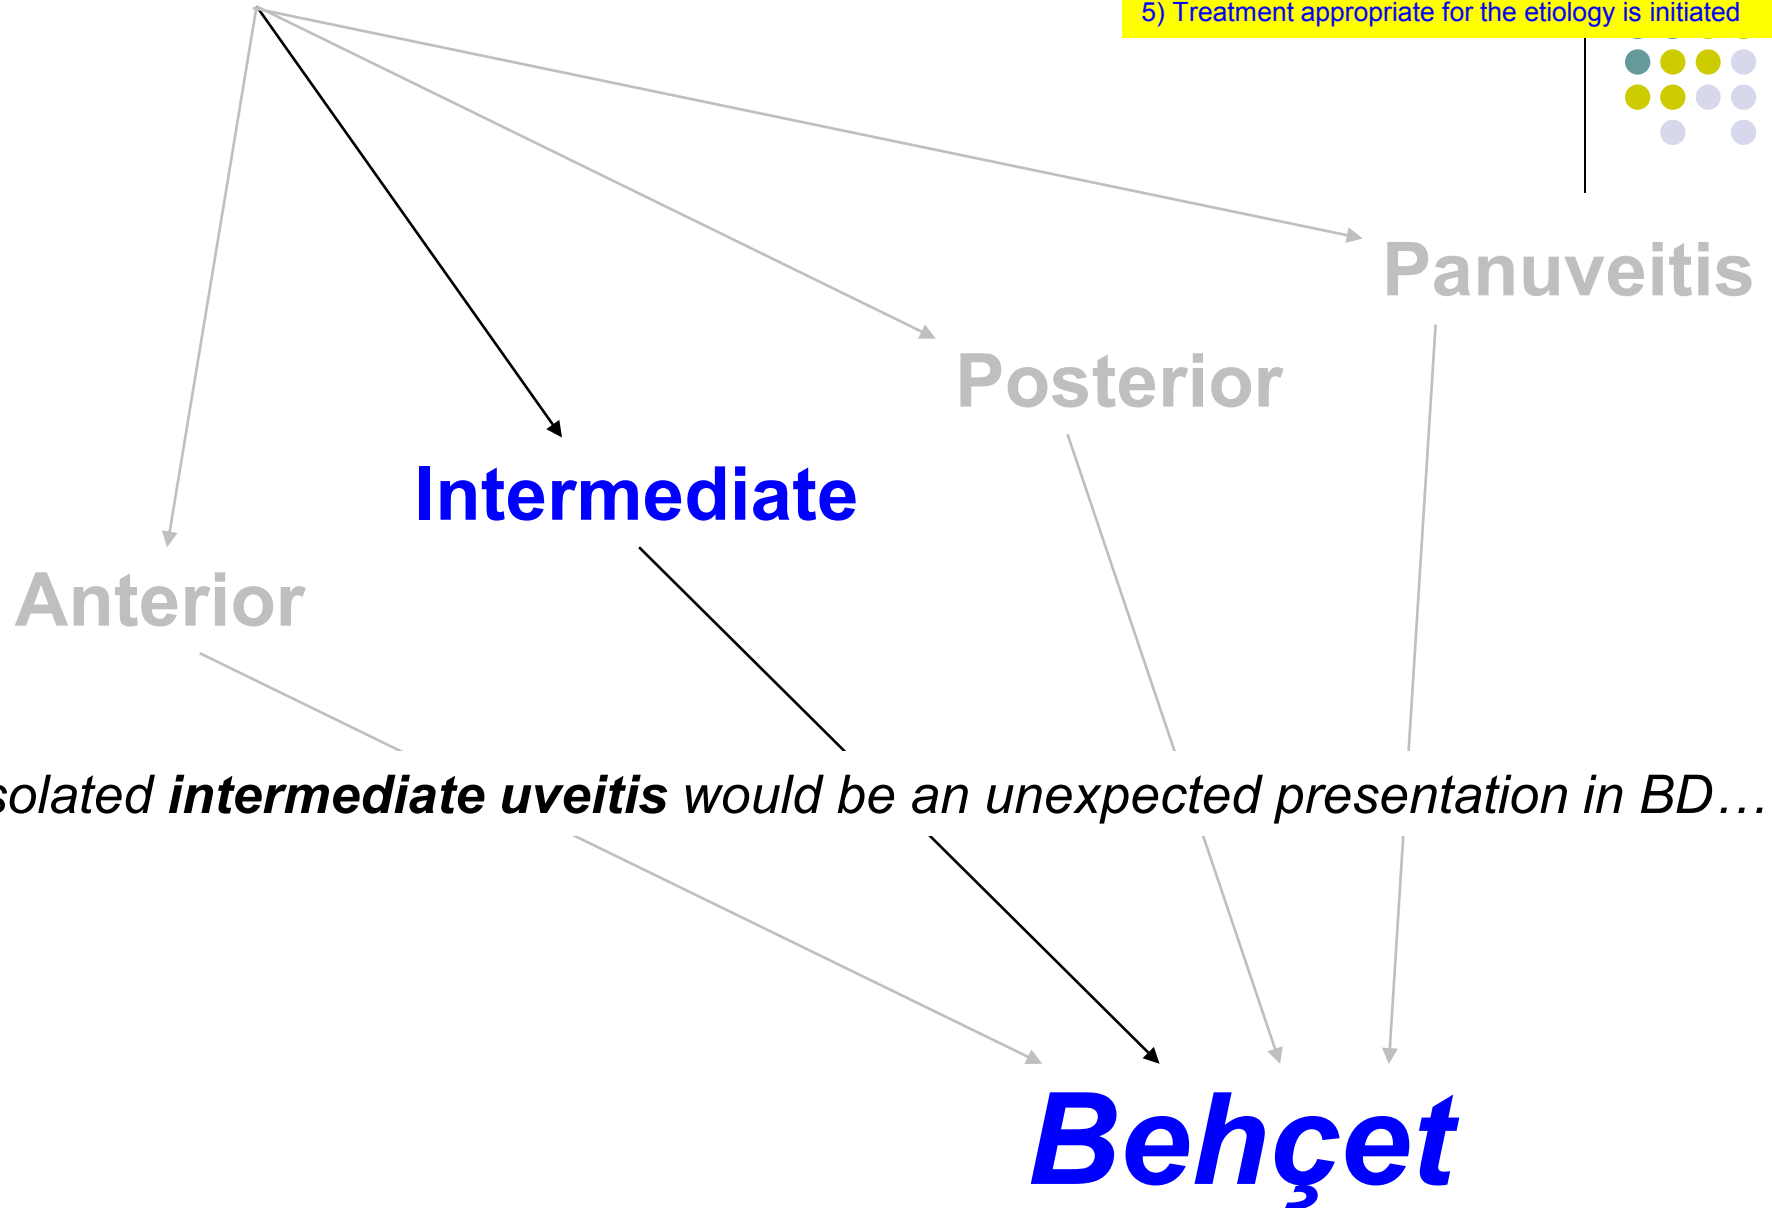 5) Treatment appropriate for the etiology is initiated
Panuveitis
Posterior
Intermediate
Anterior
solated intermediate uveitis would be an unexpected presentation in BD…
Behçet